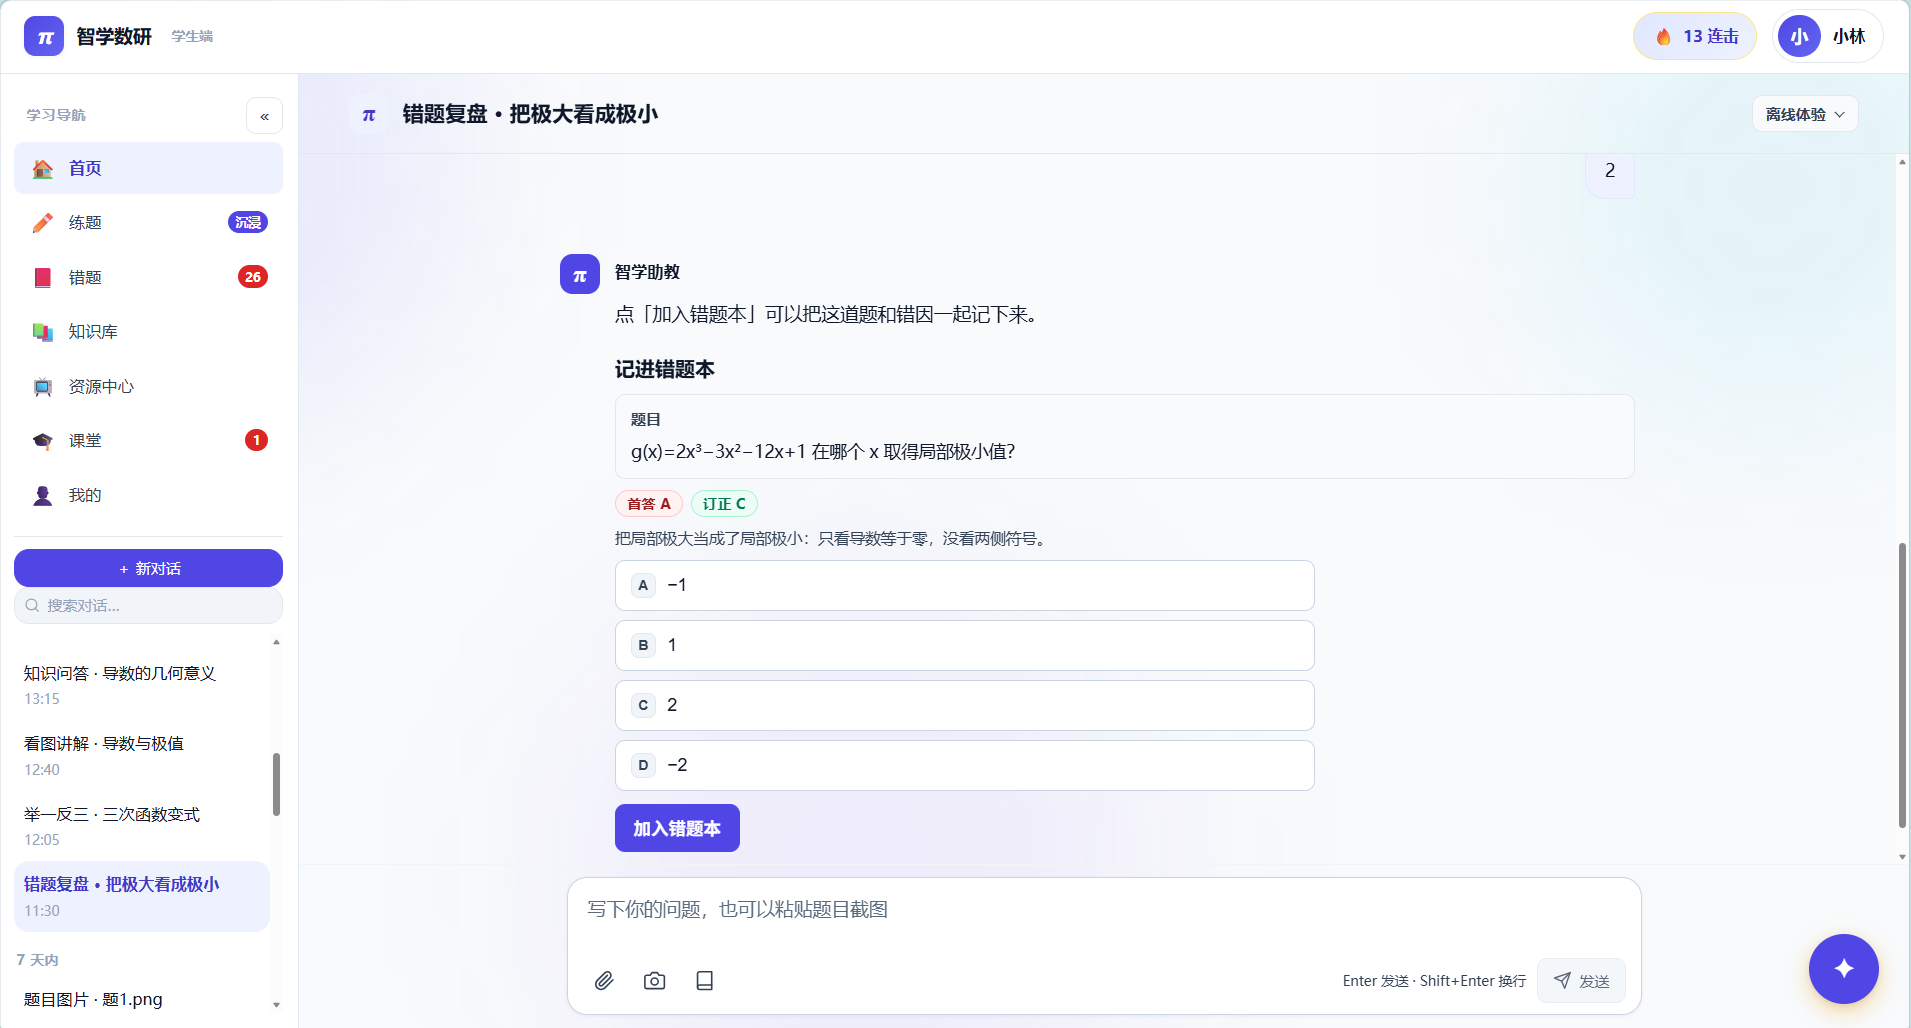 π 智学数研 学生端
13 连击
小 小林
学习导航 «
首页
练题 沉浸
错题 26
知识库
资源中心
课堂 1
我的
+ 新对话
搜索对话...
知识问答 · 导数的几何意义
13:15
看图讲解 · 导数与极值
12:40
举一反三 · 三次函数变式
12:05
错题复盘 • 把极大看成极小
11:30
7 天内
题目图片 · 题1.png
π 错题复盘 • 把极大看成极小
离线体验
2
π 智学助教
点「加入错题本」可以把这道题和错因一起记下来。
记进错题本
题目
g(x)=2x³−3x²−12x+1 在哪个 x 取得局部极小值?
首答 A 订正 C
把局部极大当成了局部极小：只看导数等于零，没看两侧符号。
A −1
B 1
C 2
D −2
加入错题本
写下你的问题，也可以粘贴题目截图
Enter 发送 · Shift+Enter 换行 发送